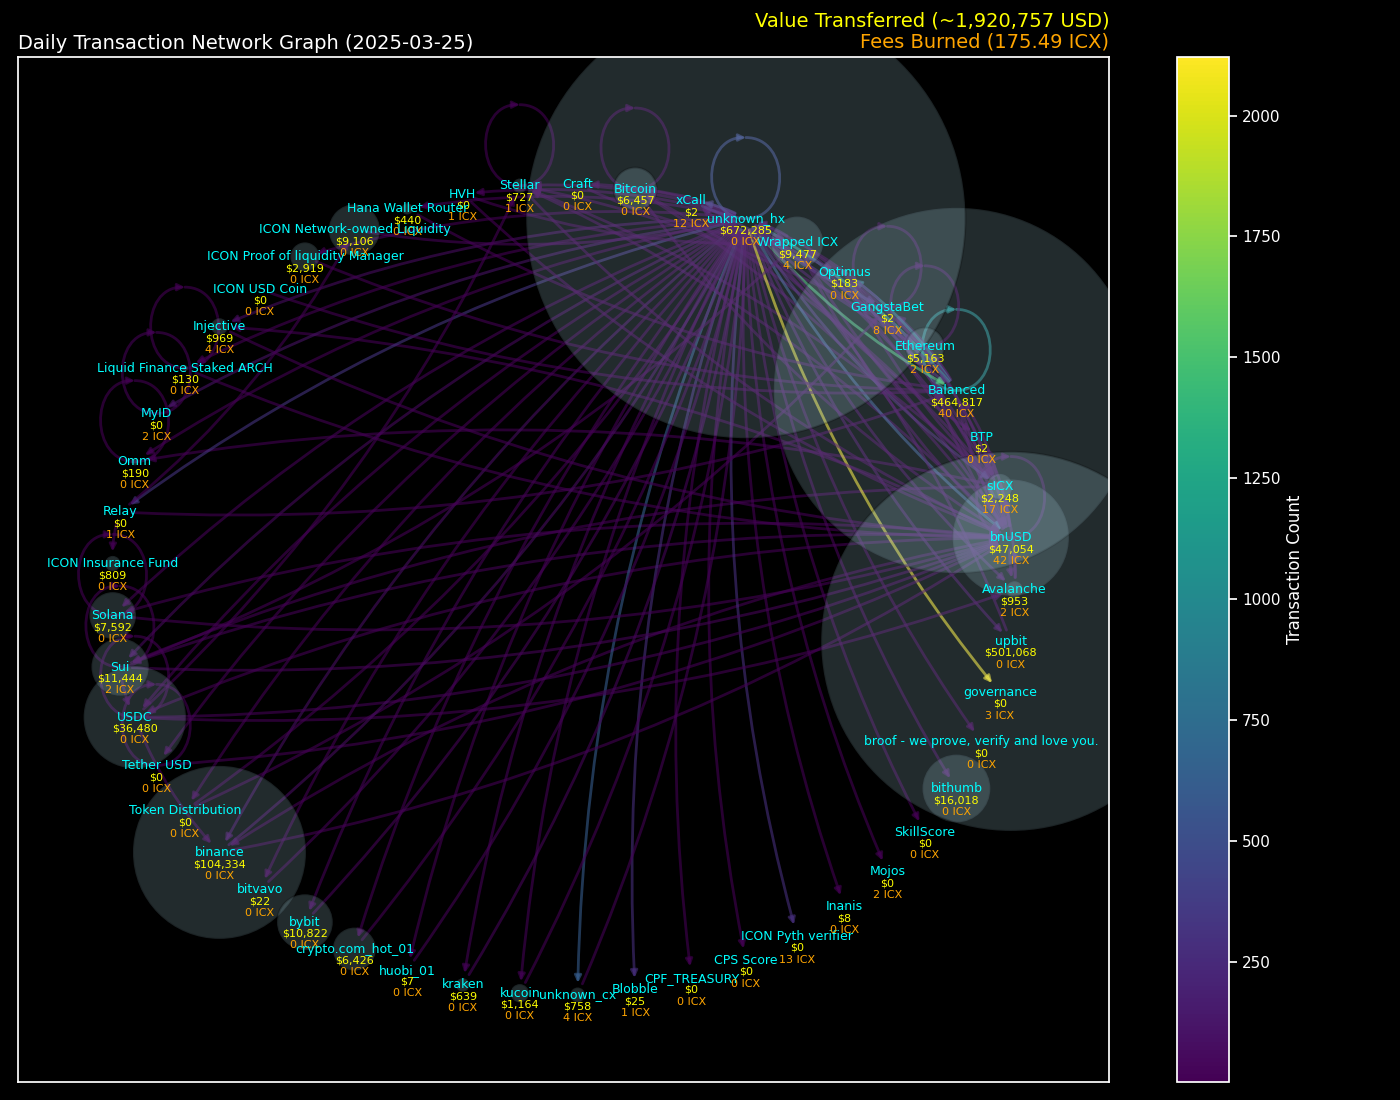 Value Transferred (~1,920,757 USD)
Daily Transaction Network Graph (2025-03-25)
Fees Burned (175.49 ICX)
Stellar
$727
1 ICX
Craft
$0
0 ICX
Bitcoin
$6,457
0 ICX
xCall
$2
12 ICX
unknown_hx
$672,285
0 ICX
Wrapped ICX
$9,477
4 ICX
Optimus
$183
0 ICX
GangstaBet
$2
8 ICX
Ethereum
$5,163
2 ICX
Balanced
$464,817
40 ICX
BTP
$2
0 ICX
sICX
$2,248
17 ICX
bnUSD
$47,054
42 ICX
Avalanche
$953
2 ICX
upbit
$501,068
0 ICX
governance
$0
3 ICX
broof - we prove, verify and love you.
$0
0 ICX
bithumb
$16,018
0 ICX
SkillScore
$0
0 ICX
Mojos
$0
2 ICX
Inanis
$8
0 ICX
ICON Pyth verifier
$0
13 ICX
CPS Score
$0
0 ICX
CPF_TREASURY
$0
0 ICX
Blobble
$25
1 ICX
unknown_cx
$758
4 ICX
kucoin
$1,164
0 ICX
kraken
$639
0 ICX
huobi_01
$7
0 ICX
crypto.com_hot_01
$6,426
0 ICX
bybit
$10,822
0 ICX
bitvavo
$22
0 ICX
binance
$104,334
0 ICX
Token Distribution
$0
0 ICX
Tether USD
$0
0 ICX
USDC
$36,480
0 ICX
Sui
$11,444
2 ICX
Solana
$7,592
0 ICX
ICON Insurance Fund
$809
0 ICX
Relay
$0
1 ICX
Omm
$190
0 ICX
MyID
$0
2 ICX
Liquid Finance Staked ARCH
$130
0 ICX
Injective
$969
4 ICX
ICON USD Coin
$0
0 ICX
ICON Proof of liquidity Manager
$2,919
0 ICX
ICON Network-owned Liquidity
$9,106
0 ICX
Hana Wallet Router
$440
0 ICX
HVH
$0
1 ICX
2000
1750
1500
1250
1000
750
500
250
Transaction Count